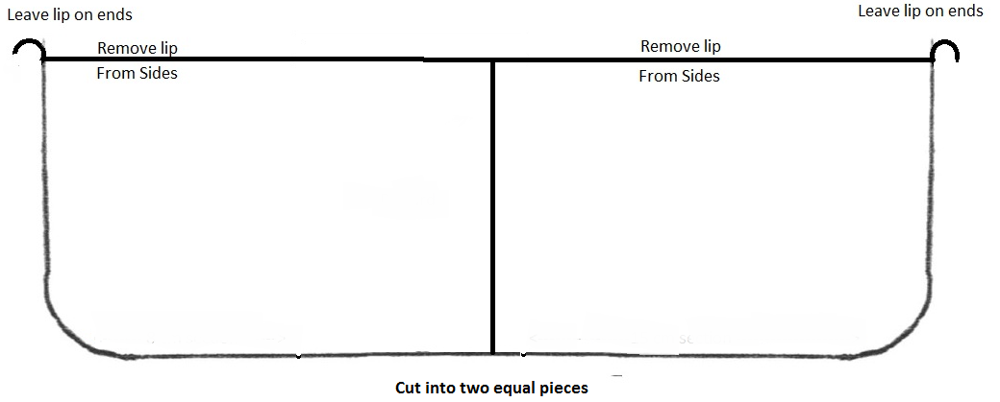 Leave lip on ends
Leave lip on ends
Remove lip
From Sides
Remove lip
From Sides
Cut into two equal pieces